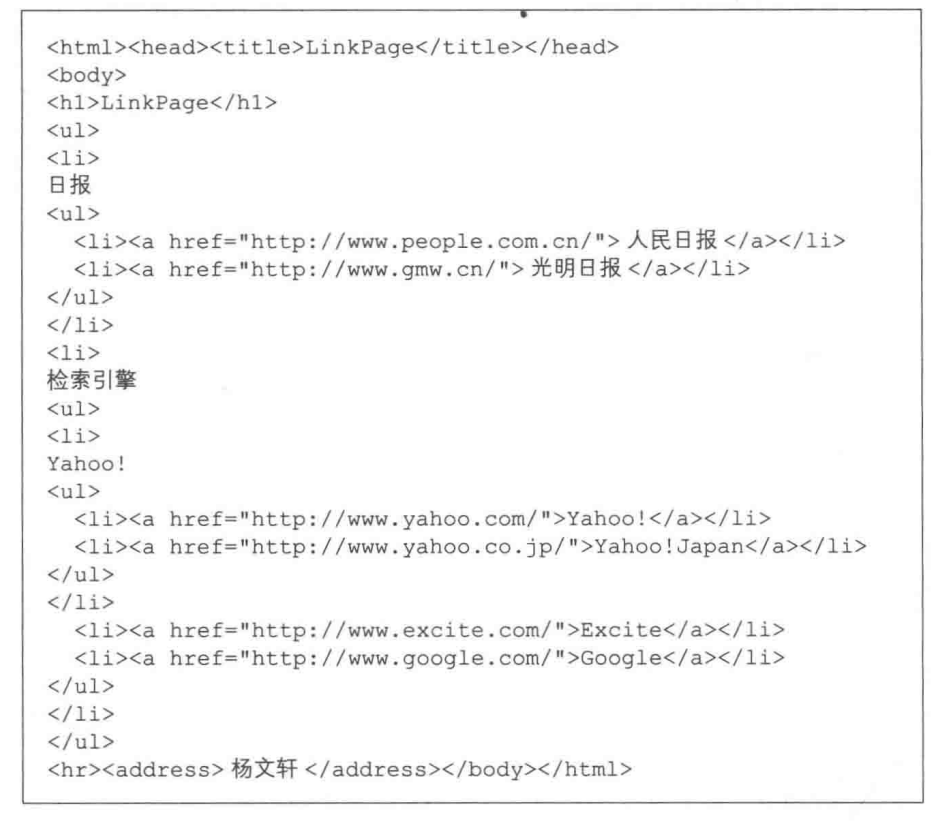 <html><head><title>LinkPage</title></head>
<body>
<h1>LinkPage</h1>
<ul>
<li>
日报
<ul>
  <li><a href="http://www.people.com.cn/"> 人民日报 </a></li>
  <li><a href="http://www.gmw.cn/"> 光明日报 </a></li>
</ul>
</li>
<li>
检索引擎
<ul>
<li>
Yahoo!
<ul>
  <li><a href="http://www.yahoo.com/">Yahoo!</a></li>
  <li><a href="http://www.yahoo.co.jp/">Yahoo!Japan</a></li>
</ul>
</li>
  <li><a href="http://www.excite.com/">Excite</a></li>
  <li><a href="http://www.google.com/">Google</a></li>
</ul>
</li>
</ul>
<hr><address> 杨文轩 </address></body></html>